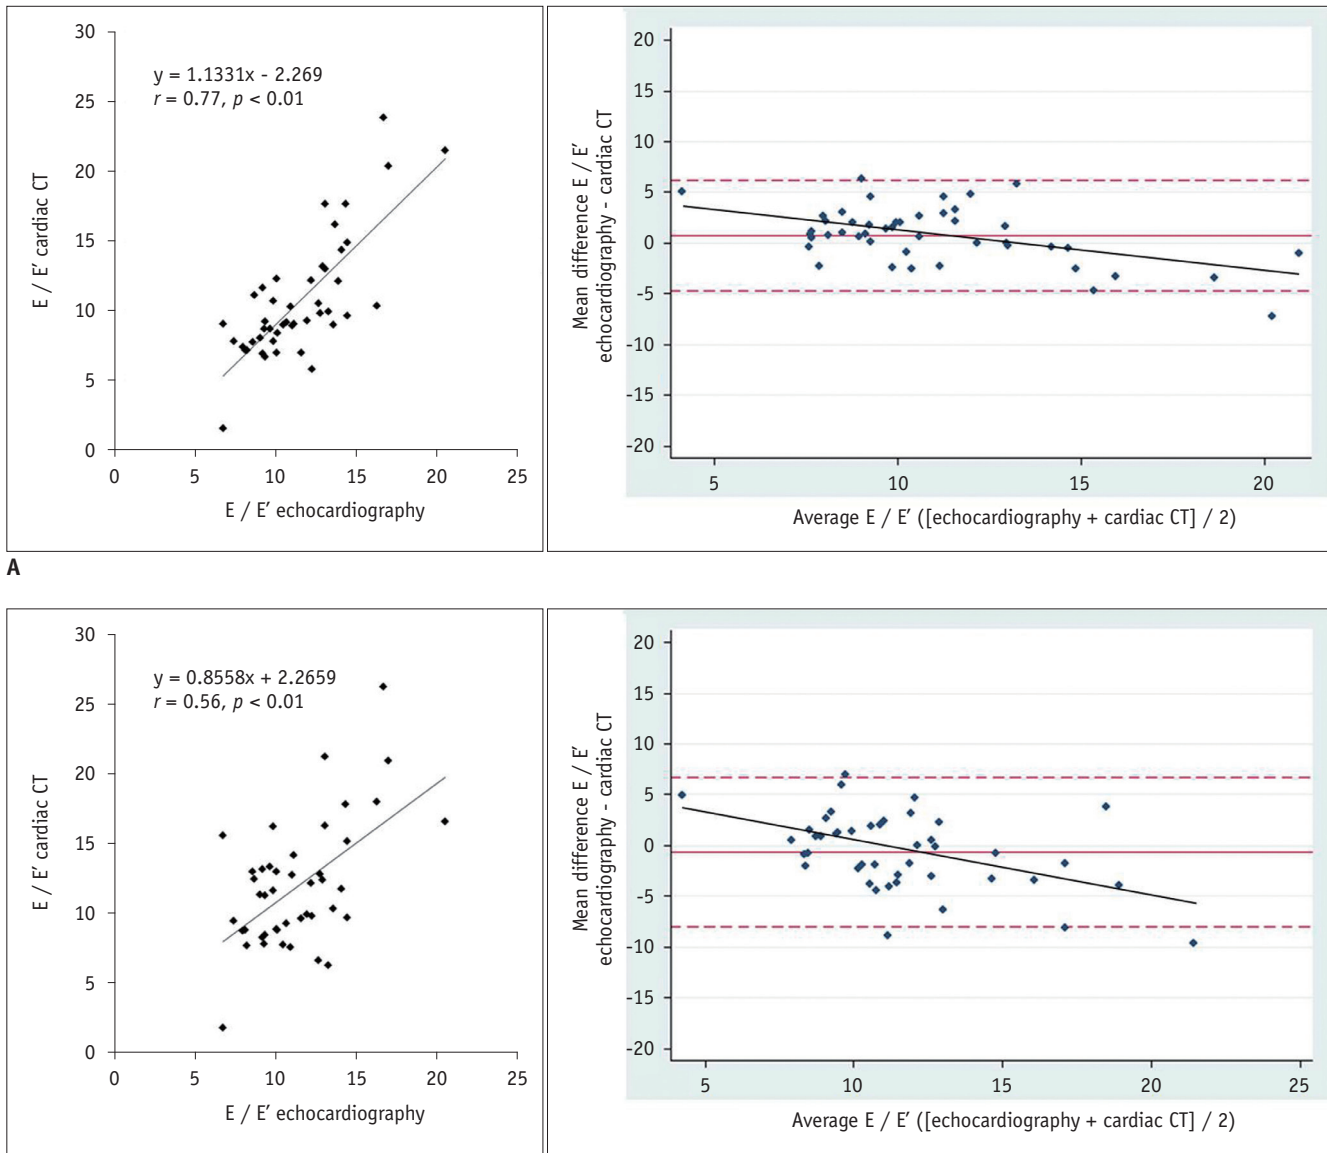 30
25
20
15
10
5
0
0 5 10 15 20 25
y = 1.1331x - 2.269
r = 0.77, p < 0.01
E / E′ cardiac CT
E / E′ echocardiography
20
15
10
5
0
-5
-10
-15
-20
5 10 15 20
Mean difference E / E′
echocardiography - cardiac CT
Average E / E′ ([echocardiography + cardiac CT] / 2)
A
30
25
20
15
10
5
0
0 5 10 15 20 25
y = 0.8558x + 2.2659
r = 0.56, p < 0.01
E / E′ cardiac CT
E / E′ echocardiography
20
15
10
5
0
-5
-10
-15
-20
5 10 15 20 25
Mean difference E / E′
echocardiography - cardiac CT
Average E / E′ ([echocardiography + cardiac CT] / 2)